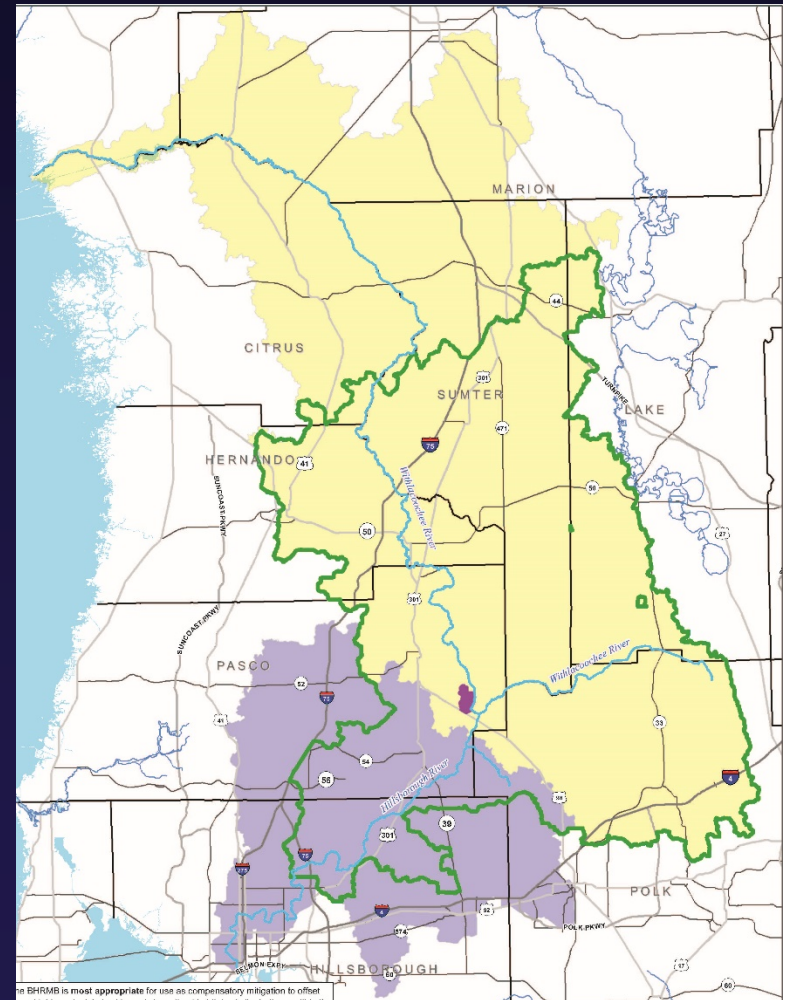 MARION
44
CITRUS
301
SUMTER
TURNPIKE
LAKE
471
75
HERNANDO
41
SUNCOAST PKWY
50
50
27
Withlacoochee River
301
SUNCOAST PKWY
PASCO
Withlacoochee River
52
75
41
33
54
56
4
Hillsborough River
98
39
301
75
275
POLK
4
92
574
POLK PKWY
SELMON EXPY
HILLSBOROUGH
60
BHRMB is most appropriate for use as compensatory mitigation to offset